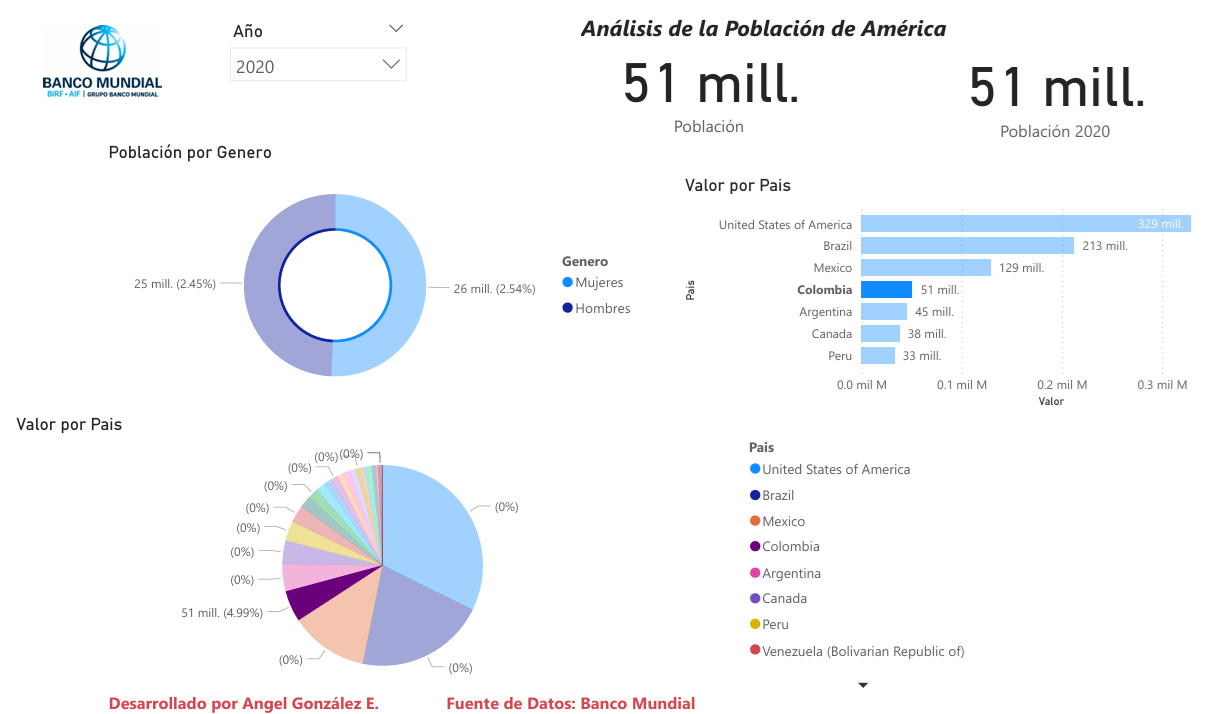 BANCO MUNDIAL
BIRF • AIF | GRUPO BANCO MUNDIAL
Año
2020
Análisis de la Población de América
51 mill.
Población
51 mill.
Población 2020
Población por Genero
25 mill. (2.45%)
26 mill. (2.54%)
Genero
Mujeres
Hombres
Valor por Pais
Pais
United States of America
329 mill.
Brazil
213 mill.
Mexico
129 mill.
Colombia
51 mill.
Argentina
45 mill.
Canada
38 mill.
Peru
33 mill.
0.0 mil M
0.1 mil M
0.2 mil M
0.3 mil M
Valor
Valor por Pais
(0%)
(0%)
(0%)
(0%)
(0%)
(0%)
(0%)
(0%)
(0%)
51 mill. (4.99%)
(0%)
(0%)
(0%)
Pais
United States of America
Brazil
Mexico
Colombia
Argentina
Canada
Peru
Venezuela (Bolivarian Republic of)
Desarrollado por Angel González E.
Fuente de Datos: Banco Mundial